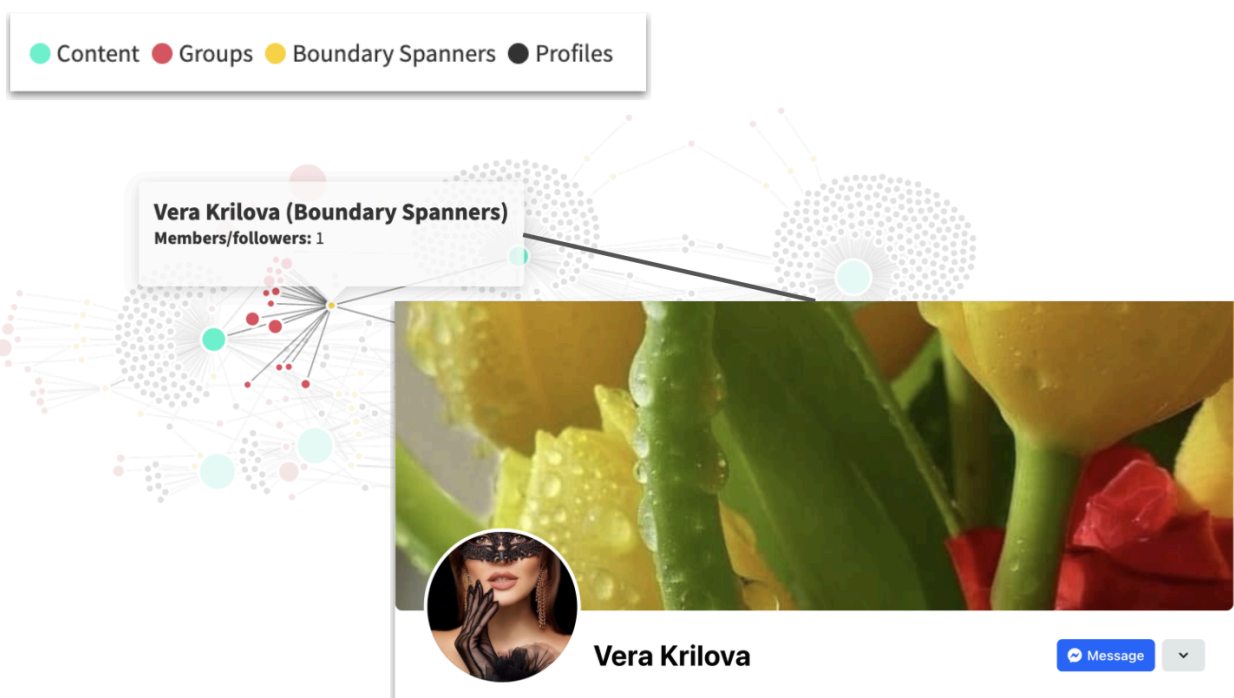 Content Groups Boundary Spanners Profiles
Vera Krilova (Boundary Spanners)
Members/followers: 1
Vera Krilova
Message